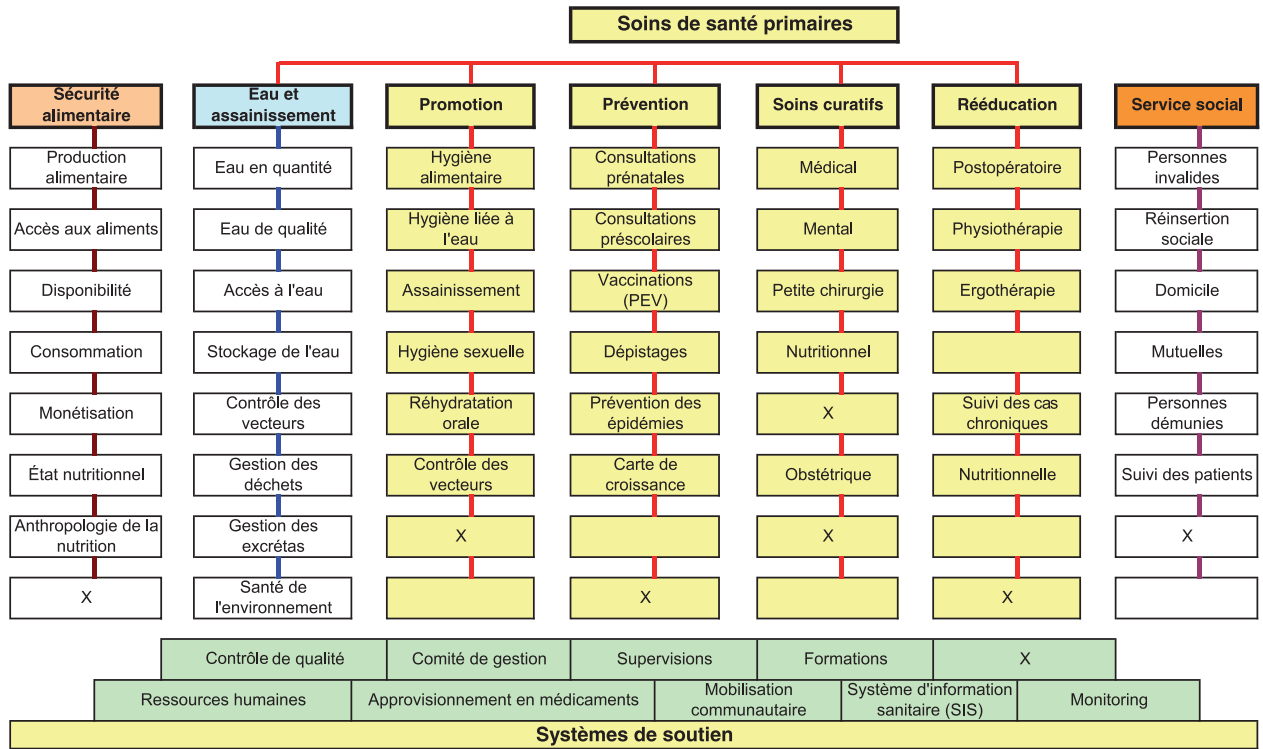 Soins de santé primaires
Sécurité
alimentaire
Eau et
assainissement
Promotion
Prévention
Soins curatifs
Rééducation
Service social
Production
alimentaire
Eau en quantité
Hygiène
alimentaire
Consultations
prénatales
Médical
Postopératoire
Personnes
invalides
Accès aux aliments
Eau de qualité
Hygiène liée à
l'eau
Consultations
préscolaires
Mental
Physiothérapie
Réinsertion
sociale
Disponibilité
Accès à l'eau
Assainissement
Vaccinations
(PEV)
Petite chirurgie
Ergothérapie
Domicile
Consommation
Stockage de l'eau
Hygiène sexuelle
Dépistages
Nutritionnel
Mutuelles
Monétisation
Contrôle des
vecteurs
Réhydratation
orale
Prévention des
épidémies
X
Suivi des cas
chroniques
Personnes
démunies
État nutritionnel
Gestion des
déchets
Contrôle des
vecteurs
Carte de
croissance
Obstétrique
Nutritionnelle
Suivi des patients
Anthropologie de la
nutrition
Gestion des
excrétas
X
X
X
X
Santé de
l'environnement
X
X
Contrôle de qualité
Comité de gestion
Supervisions
Formations
X
Ressources humaines
Approvisionnement en médicaments
Mobilisation
communautaire
Système d'information
sanitaire (SIS)
Monitoring
Systèmes de soutien